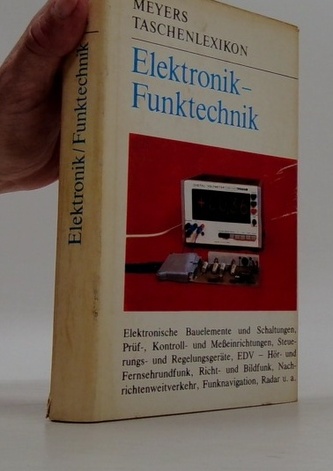 MEYERS
TASCHENLEXIKON
Elektronik-
Funktechnik
Elektronische Bauelemente und Schaltungen,
Prüf-, Kontroll- und Meßeinrichtungen, Steue-
rungs- und Regelungsgeräte, EDV – Hör- und
Fernsehrundfunk, Richt- und Bildfunk, Nach-
richtenweitverkehr, Funknavigation, Radar u. a.
Elektronik/Funktechnik